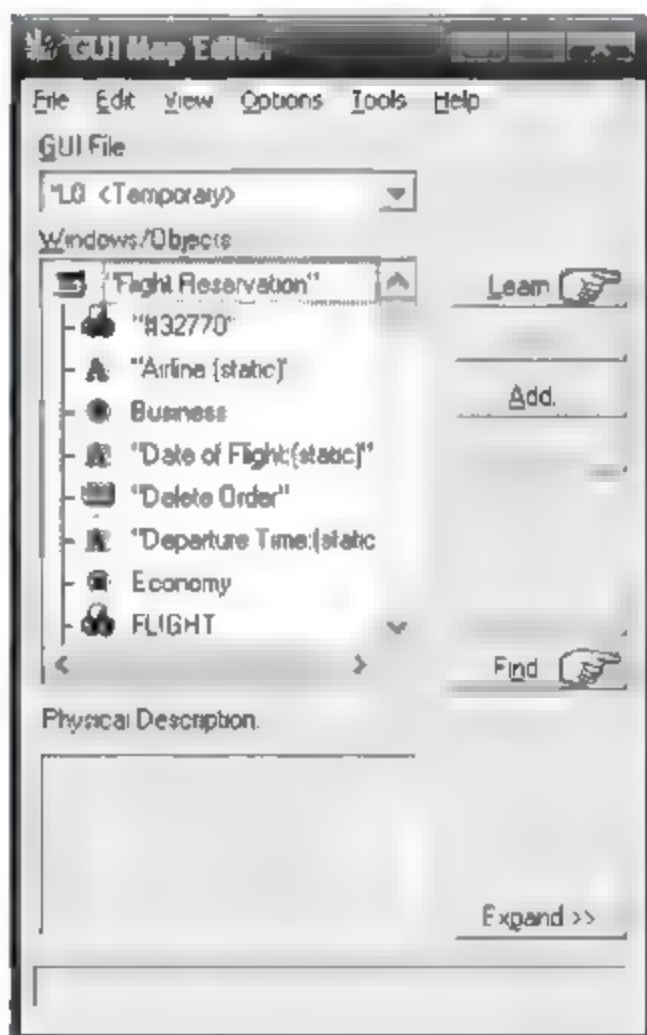 GUI Map Editor
File Edit View Options Tools Help
GUI File
"L0 <Temporary>
Windows/Objects
"Flight Reservation"
Learn
"#32770"
"Airline:(static)"
Add.
Business
"Date of Flight:(static)"
"Delete Order"
"Departure Time:(static
Economy
FLIGHT
Find
Physical Description.
Expand >>